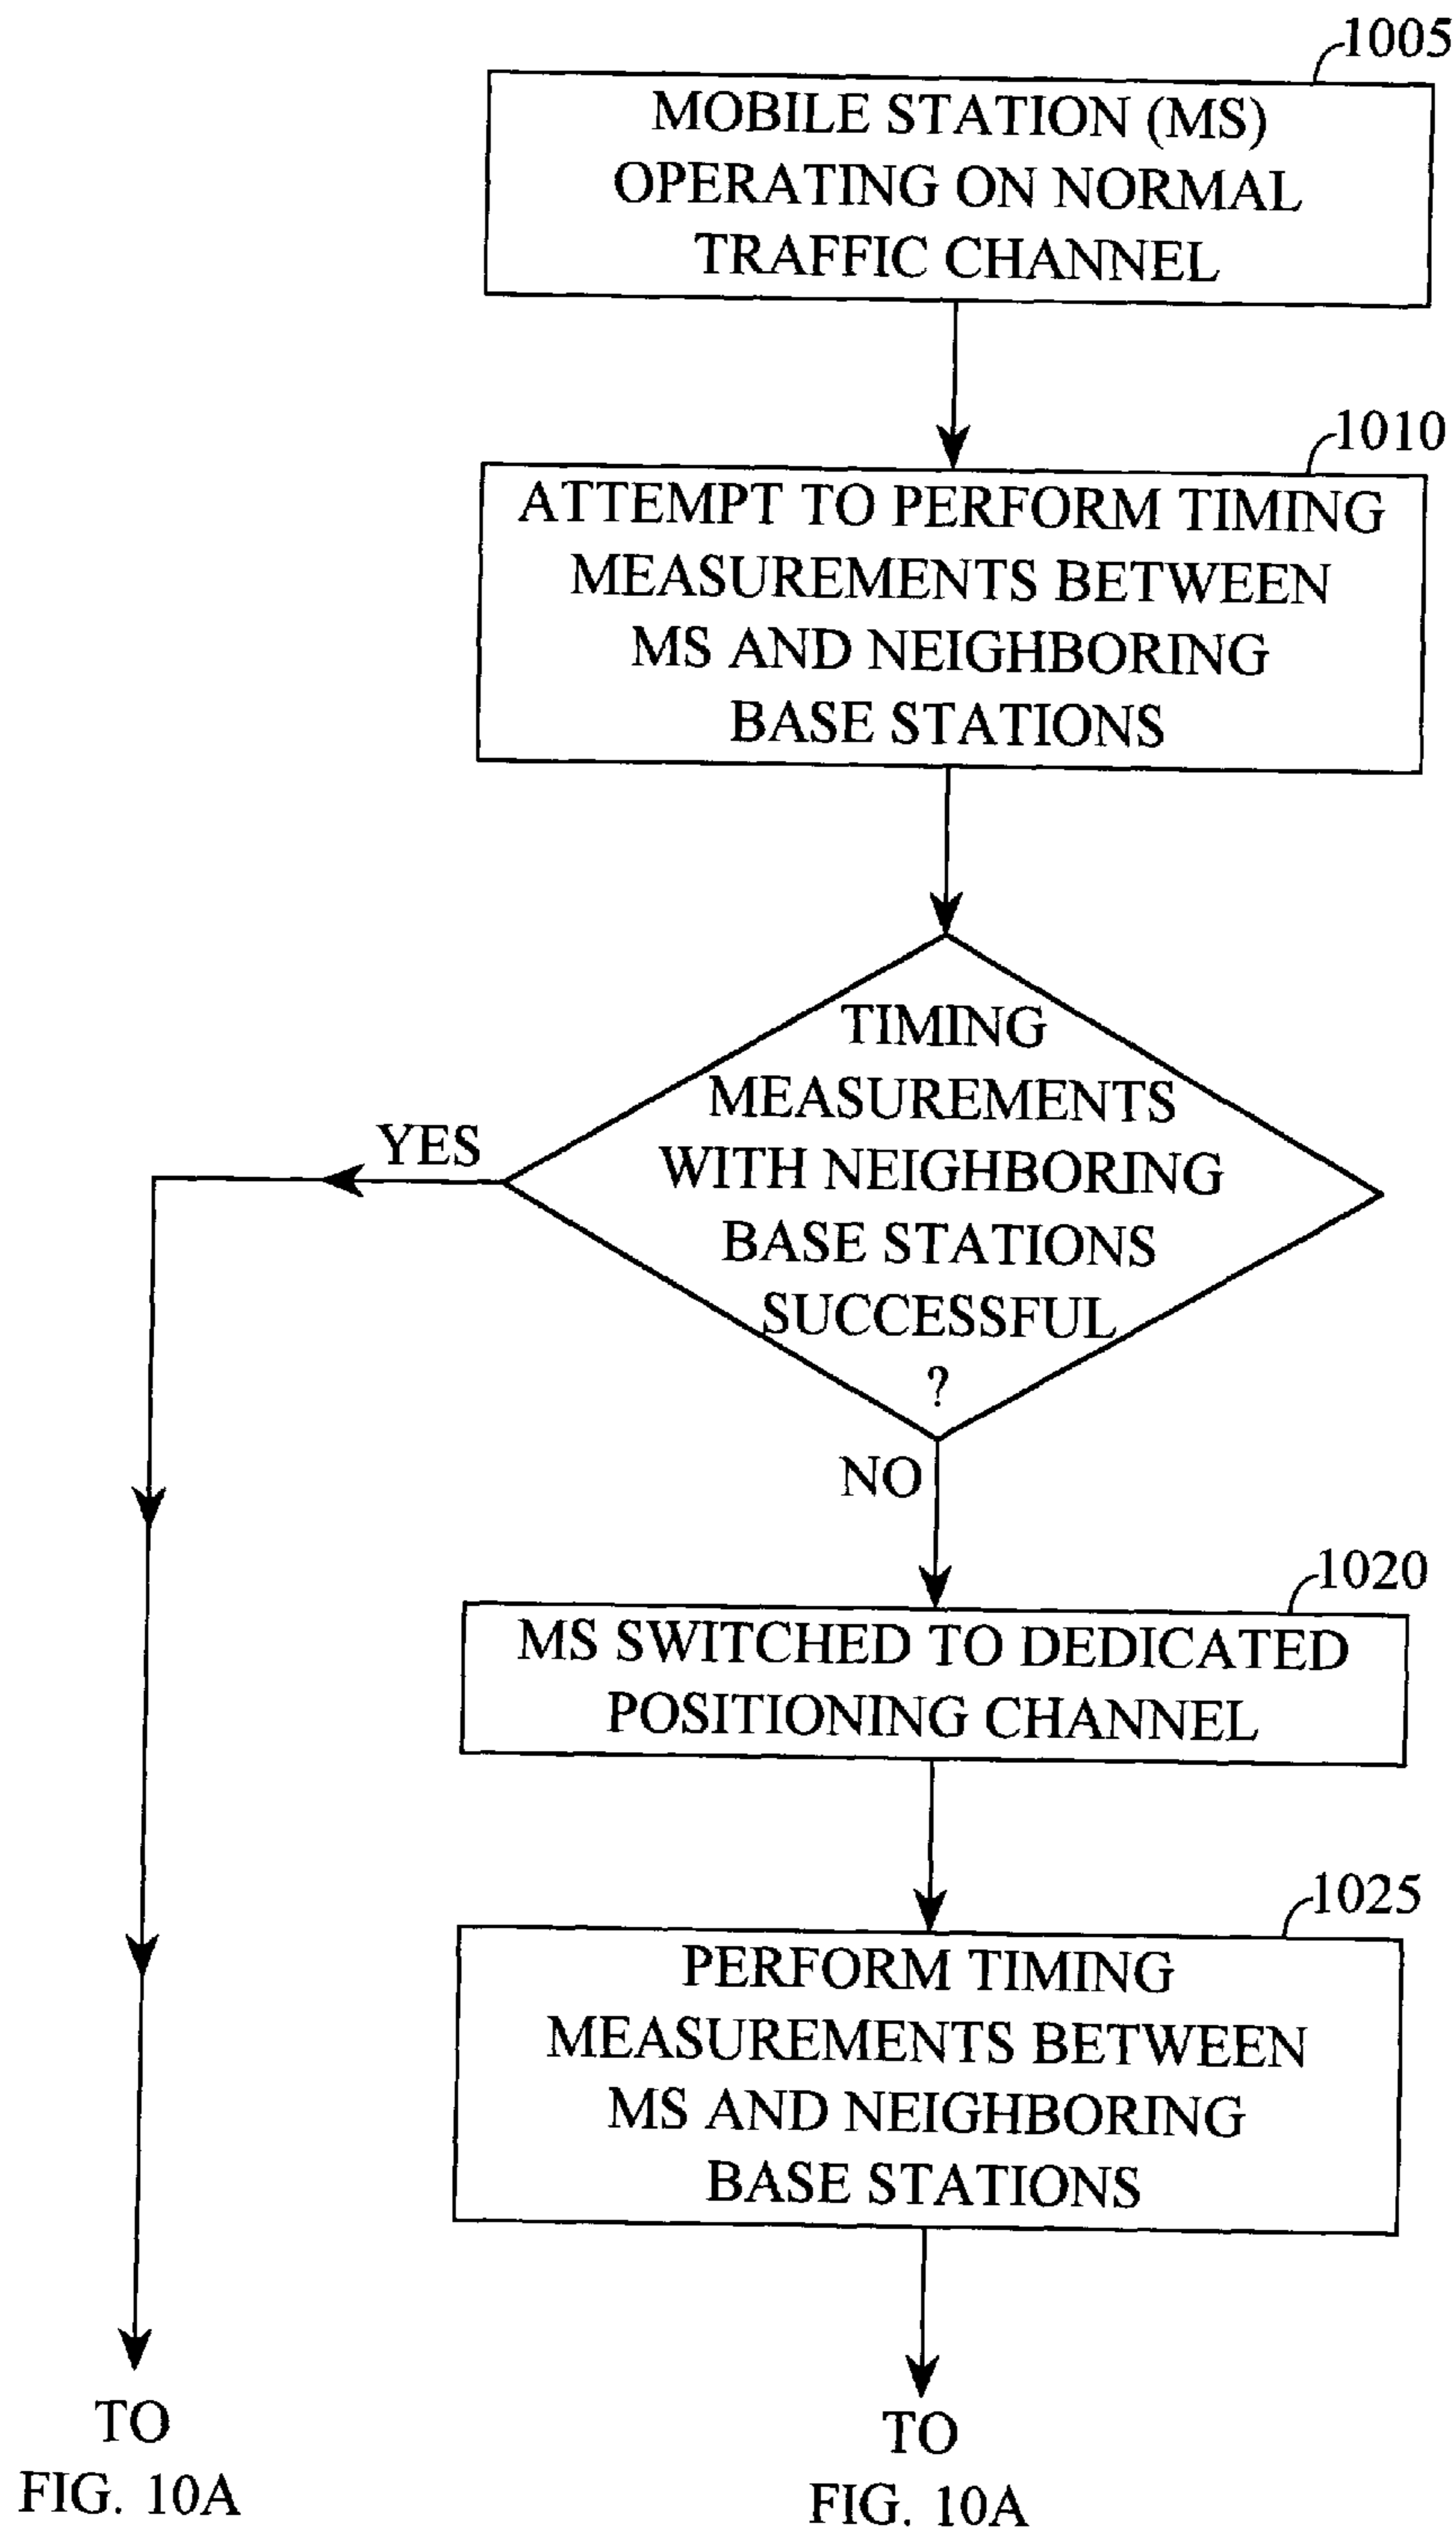 1005
MOBILE STATION (MS)
OPERATING ON NORMAL
TRAFFIC CHANNEL
1010
ATTEMPT TO PERFORM TIMING
MEASUREMENTS BETWEEN
MS AND NEIGHBORING
BASE STATIONS
TIMING
MEASUREMENTS
WITH NEIGHBORING
BASE STATIONS
SUCCESSFUL
?
YES
NO
1020
MS SWITCHED TO DEDICATED
POSITIONING CHANNEL
1025
PERFORM TIMING
MEASUREMENTS BETWEEN
MS AND NEIGHBORING
BASE STATIONS
TO
FIG. 10A
TO
FIG. 10A